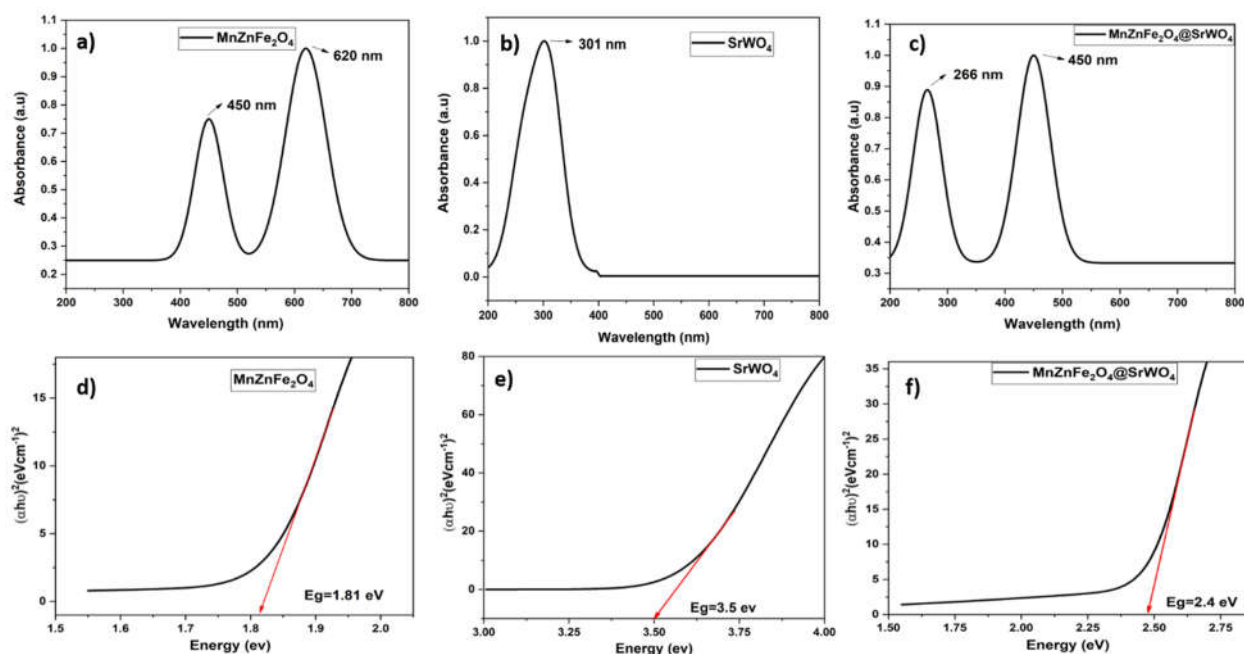 a)
MnZnFe₂O₄
620 nm
450 nm
Absorbance (a.u)
1.1
1.0
0.9
0.8
0.7
0.6
0.5
0.4
0.3
0.2
200 300 400 500 600 700 800
Wavelength (nm)
b)
SrWO₄
301 nm
Absorbance (a.u)
1.0
0.8
0.6
0.4
0.2
0.0
200 300 400 500 600 700 800
Wavelength (nm)
c)
MnZnFe₂O₄@SrWO₄
266 nm
450 nm
Absorbance (a.u)
1.1
1.0
0.9
0.8
0.7
0.6
0.5
0.4
0.3
200 300 400 500 600 700 800
Wavelength (nm)
d)
MnZnFe₂O₄
(αhυ)²(eVcm⁻¹)²
15
10
5
0
Eg=1.81 eV
1.5 1.6 1.7 1.8 1.9 2.0
Energy (ev)
e)
SrWO₄
(αhυ)²(eVcm⁻¹)²
80
60
40
20
0
Eg=3.5 ev
3.00 3.25 3.50 3.75 4.00
Energy (ev)
f)
MnZnFe₂O₄@SrWO₄
(αhυ)²(eVcm⁻¹)²
35
30
25
20
15
10
5
0
Eg=2.4 eV
1.50 1.75 2.00 2.25 2.50 2.75
Energy (eV)